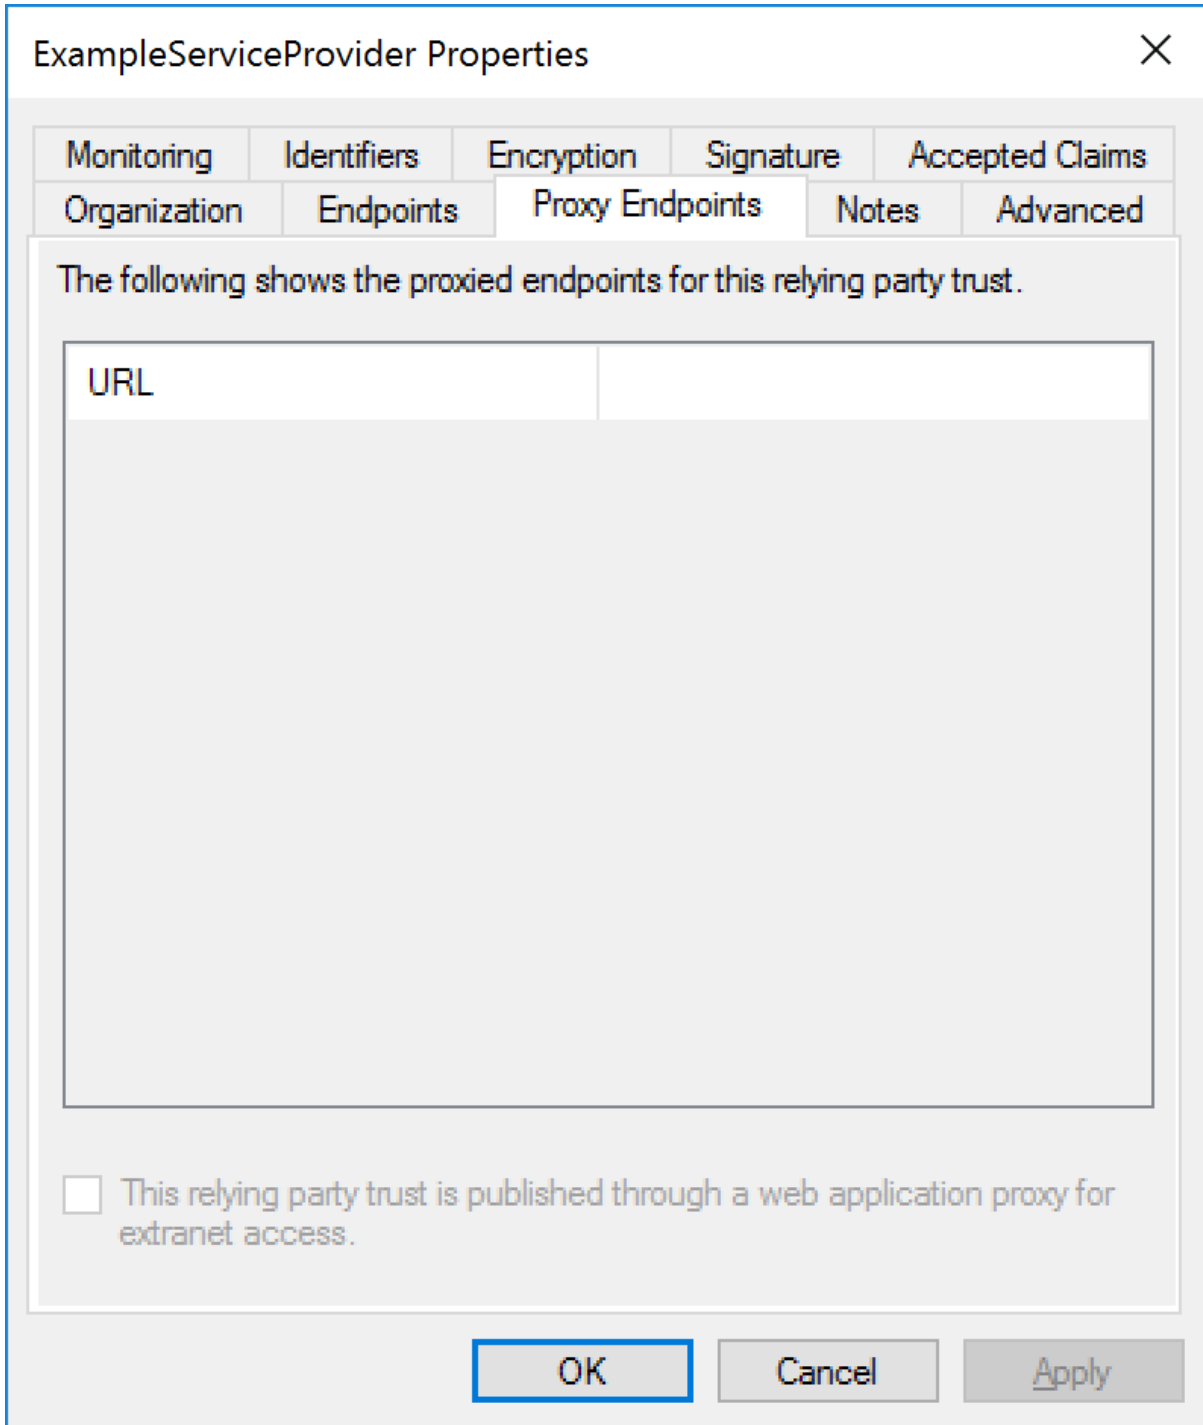 ExampleServiceProvider Properties
Monitoring Identifiers Encryption Signature Accepted Claims
Organization Endpoints Proxy Endpoints Notes Advanced
The following shows the proxied endpoints for this relying party trust.
URL
This relying party trust is published through a web application proxy for
extranet access.
OK Cancel Apply